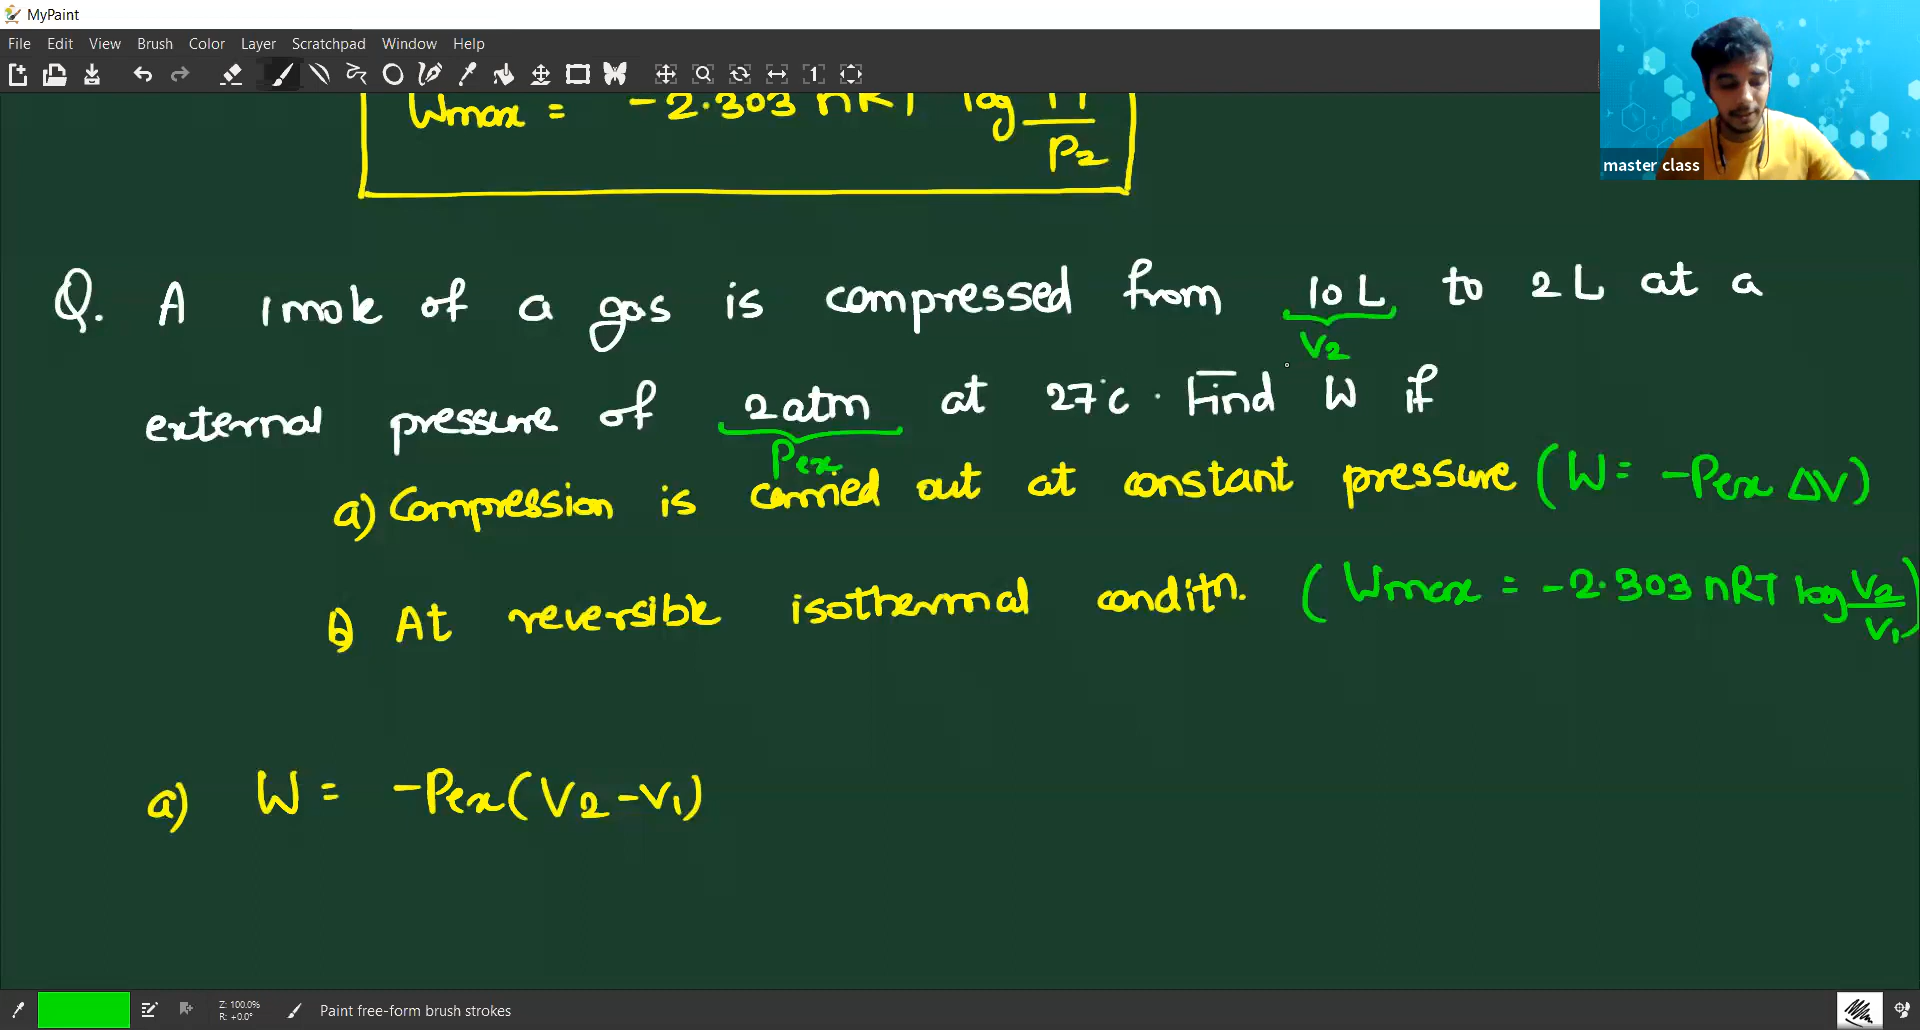 MyPaint
File Edit View Brush Color Layer Scratchpad Window Help
1
master class
Wmax = -2.303 nRT log P1/P2
Q. A 1 mole of a gas is compressed from 10 L to 2 L at a
V2
external pressure of 2 atm at 27°c. Find W if
Pex
a) Compression is carried out at constant pressure (W = -Pex ΔV)
b) At reversible isothermal conditn. (Wmax = -2.303 nRT log V2/V1)
a) W = -Pex(V2-V1)
Z: 100.0%
R: +0.0°
Paint free-form brush strokes